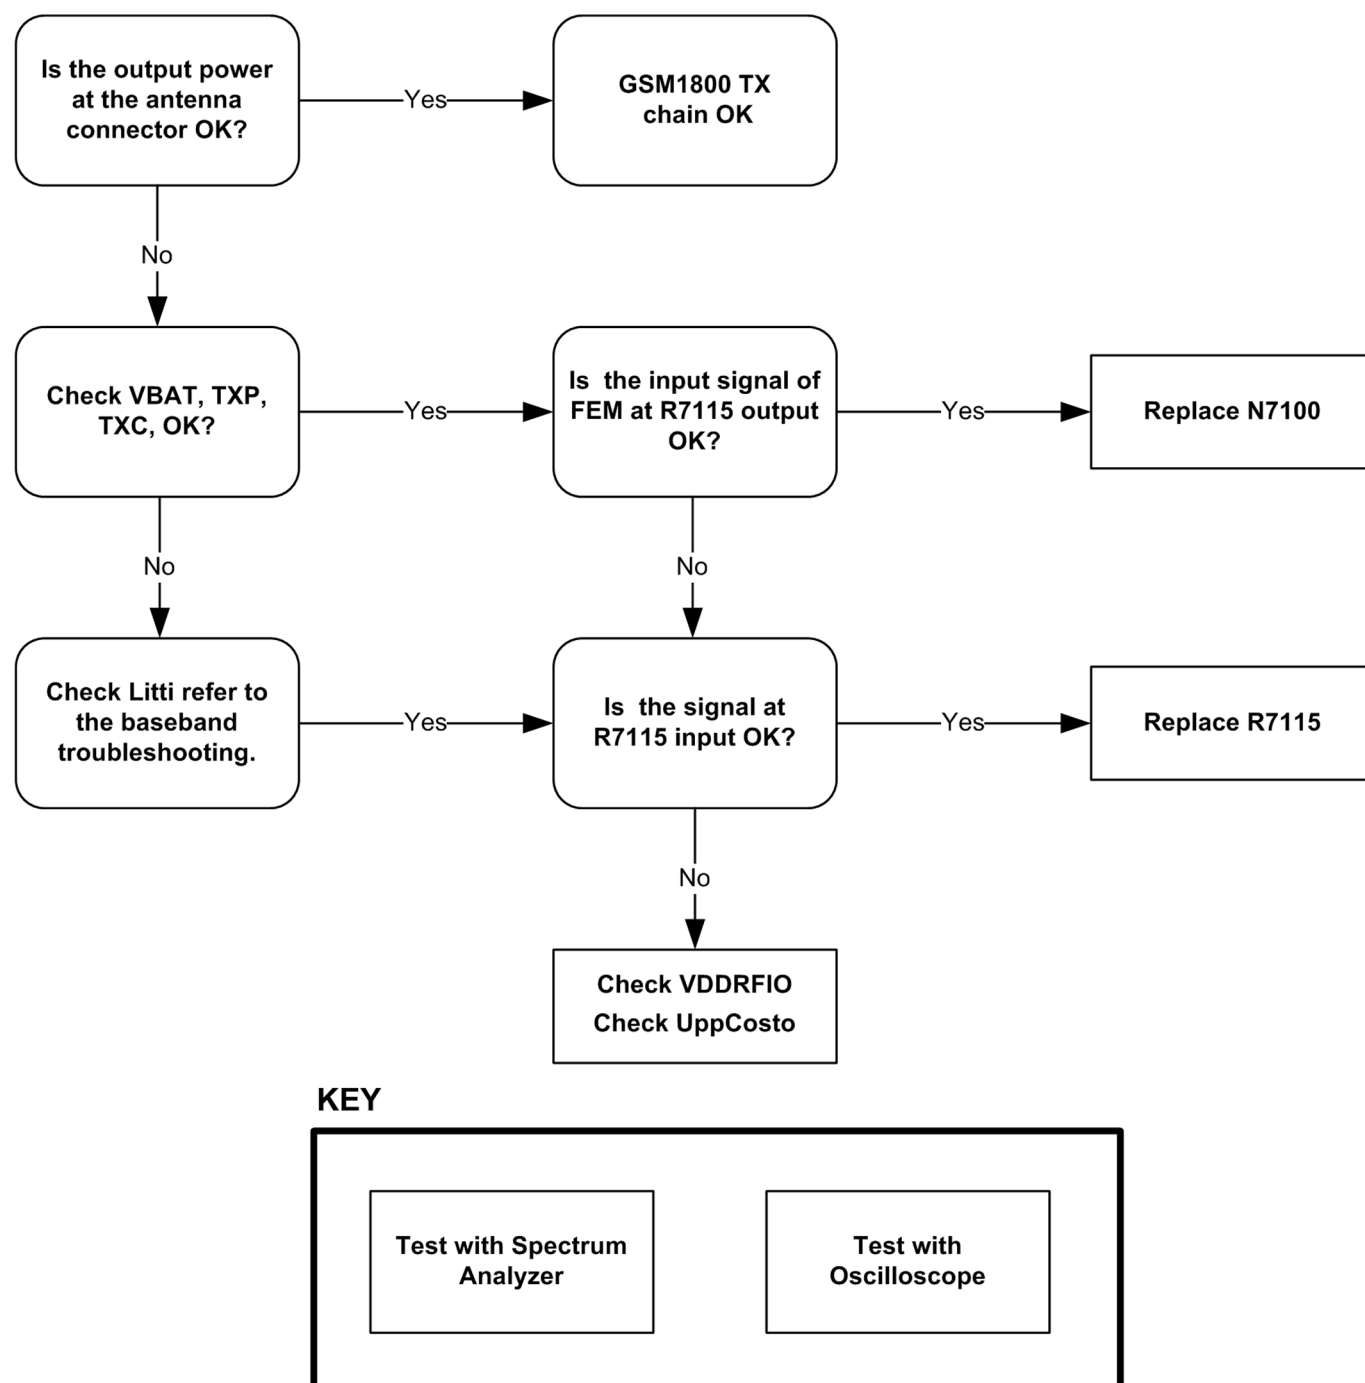 Is the output power
at the antenna
connector OK?
Yes
GSM1800 TX
chain OK
No
Check VBAT, TXP,
TXC, OK?
Yes
Is  the input signal of
FEM at R7115 output
OK?
Yes
Replace N7100
No
No
Check Litti refer to
the baseband
troubleshooting.
Yes
Is  the signal at
R7115 input OK?
Yes
Replace R7115
No
Check VDDRFIO
Check UppCosto
KEY
Test with Spectrum
Analyzer
Test with
Oscilloscope